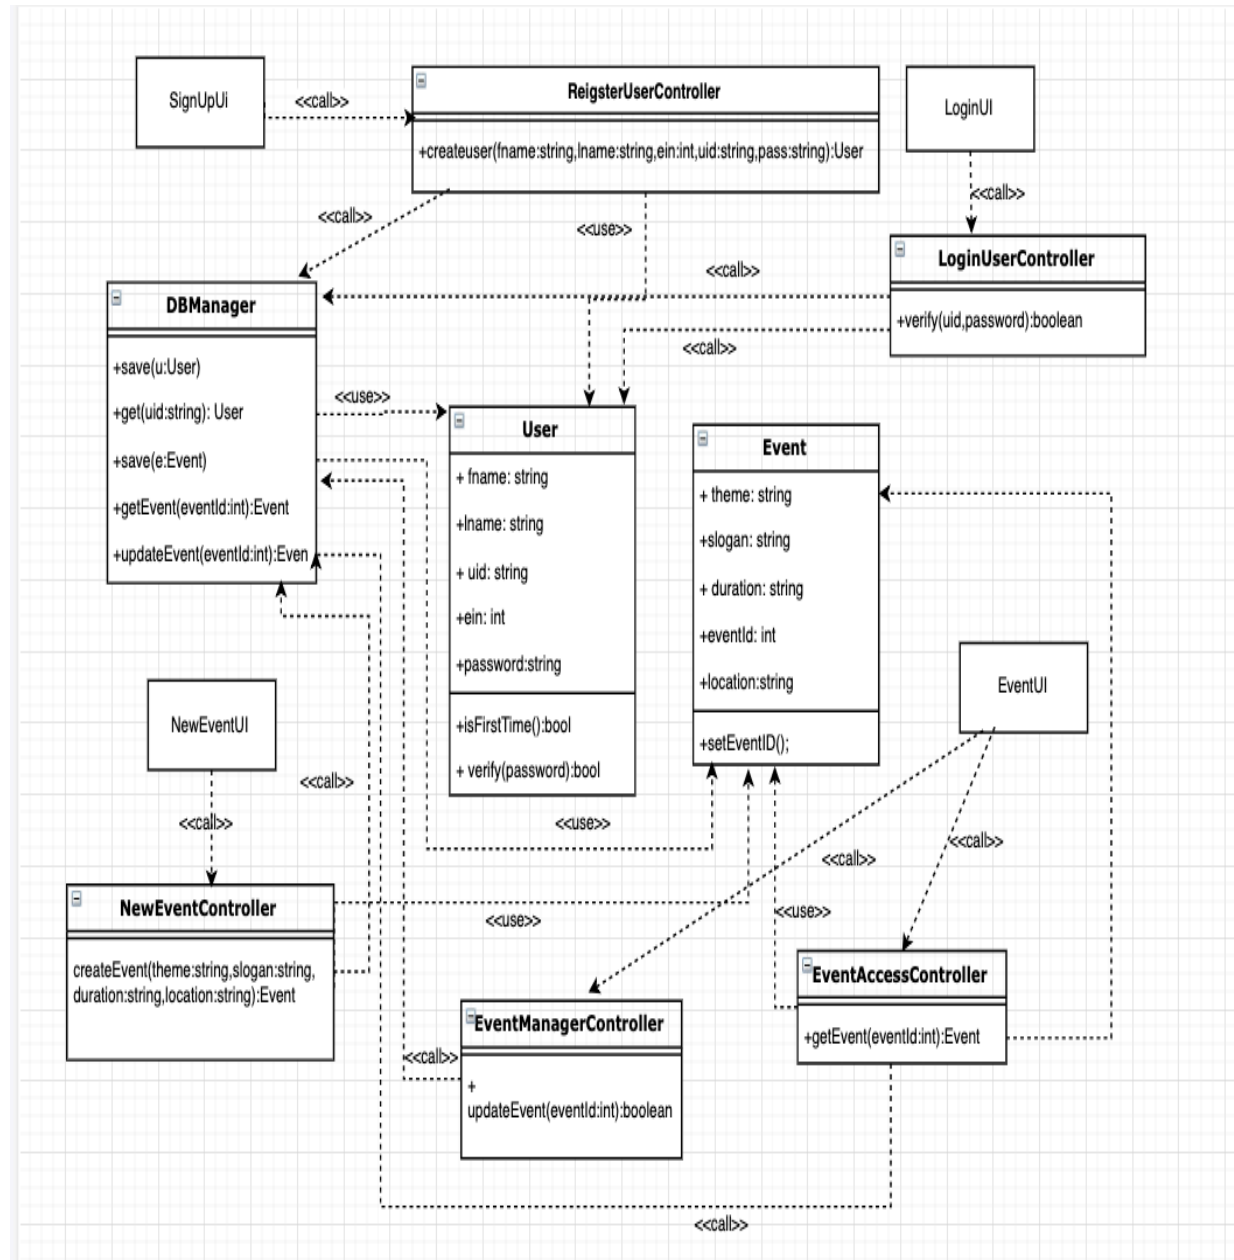 SignUpUi
<<call>>
ReigsterUserController
+createuser(fname:string,lname:string,ein:int,uid:string,pass:string):User
LoginUI
<<call>>
<<call>>
<<use>>
LoginUserController
+verify(uid,password):boolean
<<call>>
<<call>>
DBManager
+save(u:User)
+get(uid:string): User
+save(e:Event)
+getEvent(eventId:int):Event
+updateEvent(eventId:int):Even
<<use>>
User
+ fname: string
+lname: string
+ uid: string
+ein: int
+password:string
+isFirstTime():bool
+ verify(password):bool
Event
+ theme: string
+slogan: string
+ duration: string
+eventId: int
+location:string
+setEventID();
EventUI
NewEventUI
<<call>>
<<call>>
<<use>>
<<call>>
<<call>>
NewEventController
createEvent(theme:string,slogan:string,
duration:string,location:string):Event
<<use>>
<<use>>
EventAccessController
+getEvent(eventId:int):Event
EventManagerController
+
updateEvent(eventId:int):boolean
<<call>>
<<call>>